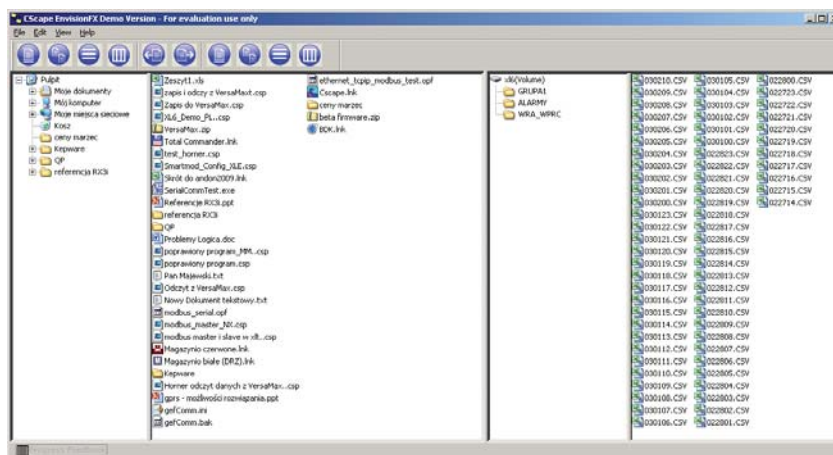 CScape EnvisionFX Demo Version - For evaluation use only
File Edit View Help
Pulpit
Moje dokumenty
Mój komputer
Moje miejsca sieciowe
Kosz
ceny marzec
Kepware
QP
referencja RX3i
Zeszyt1.xls
zapis i odczy z VersaMaxt.csp
Zapis do VersaMax.csp
XL6_Demo_PL..csp
VersaMax.zip
Total Commander.lnk
test_horner.csp
Smartmod_Config_XLE.csp
Skrót do andon2009.lnk
SerialCommTest.exe
Referencje RX3i.ppt
referencja RX3i
QP
Problemy Logica.doc
poprawiony program_MM..csp
poprawiony program.csp
Pan Majewski.txt
Odczyt z VersaMax.csp
Nowy Dokument tekstowy.txt
modbus_serial.opf
modbus_master_NX.csp
modbus master i slave w xlt..csp
Magazynio czerwone.lnk
Magazynio białe (DRZ).lnk
Kepware
Horner odczyt danych z VersaMax..csp
gprs - możliwości rozwiązania.ppt
gefComm.ini
gefComm.bak
ethernet_tcpip_modbus_test.opf
Cscape.lnk
ceny marzec
beta firmware.zip
BDK.lnk
xl6(Volume)
GRUPA1
ALARMY
WRA_WPRC
030210.CSV
030209.CSV
030208.CSV
030207.CSV
030206.CSV
030205.CSV
030204.CSV
030203.CSV
030202.CSV
030201.CSV
030200.CSV
030123.CSV
030122.CSV
030121.CSV
030120.CSV
030119.CSV
030118.CSV
030117.CSV
030116.CSV
030115.CSV
030114.CSV
030113.CSV
030112.CSV
030111.CSV
030110.CSV
030109.CSV
030108.CSV
030107.CSV
030106.CSV
030105.CSV
030104.CSV
030103.CSV
030102.CSV
030101.CSV
030100.CSV
022823.CSV
022822.CSV
022821.CSV
022820.CSV
022819.CSV
022818.CSV
022817.CSV
022816.CSV
022815.CSV
022814.CSV
022813.CSV
022812.CSV
022811.CSV
022810.CSV
022809.CSV
022808.CSV
022807.CSV
022806.CSV
022805.CSV
022804.CSV
022803.CSV
022802.CSV
022801.CSV
022800.CSV
022723.CSV
022722.CSV
022721.CSV
022720.CSV
022719.CSV
022718.CSV
022717.CSV
022716.CSV
022715.CSV
022714.CSV
Progress Feedback